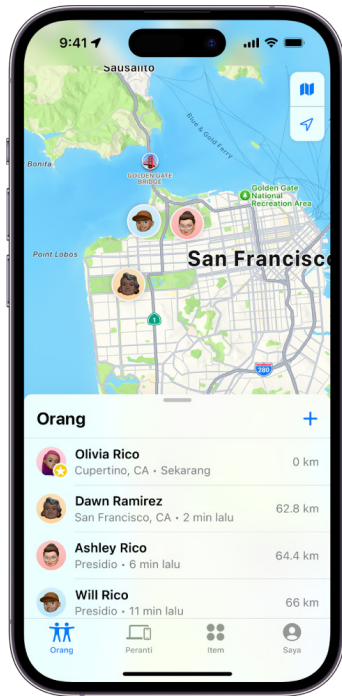 9:41
Sausalito
Blue & Gold Ferry
Bonita
GOLDEN GATE
BRIDGE
Golden Gate
National
Recreation Area
Point Lobos
San Francisco
1
280
Orang
Olivia Rico
Cupertino, CA • Sekarang
0 km
Dawn Ramirez
San Francisco, CA • 2 min lalu
62.8 km
Ashley Rico
Presidio • 6 min lalu
64.4 km
Will Rico
Presidio • 11 min lalu
66 km
Orang
Peranti
Item
Saya